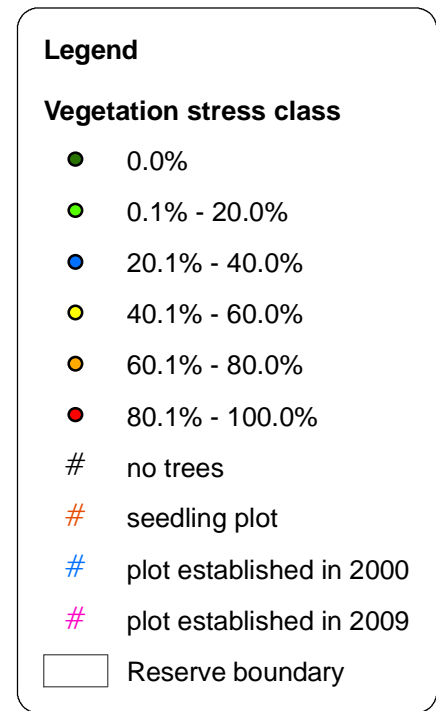 Legend
Vegetation stress class
0.0%
0.1% - 20.0%
20.1% - 40.0%
40.1% - 60.0%
60.1% - 80.0%
80.1% - 100.0%
# no trees
# seedling plot
# plot established in 2000
# plot established in 2009
Reserve boundary